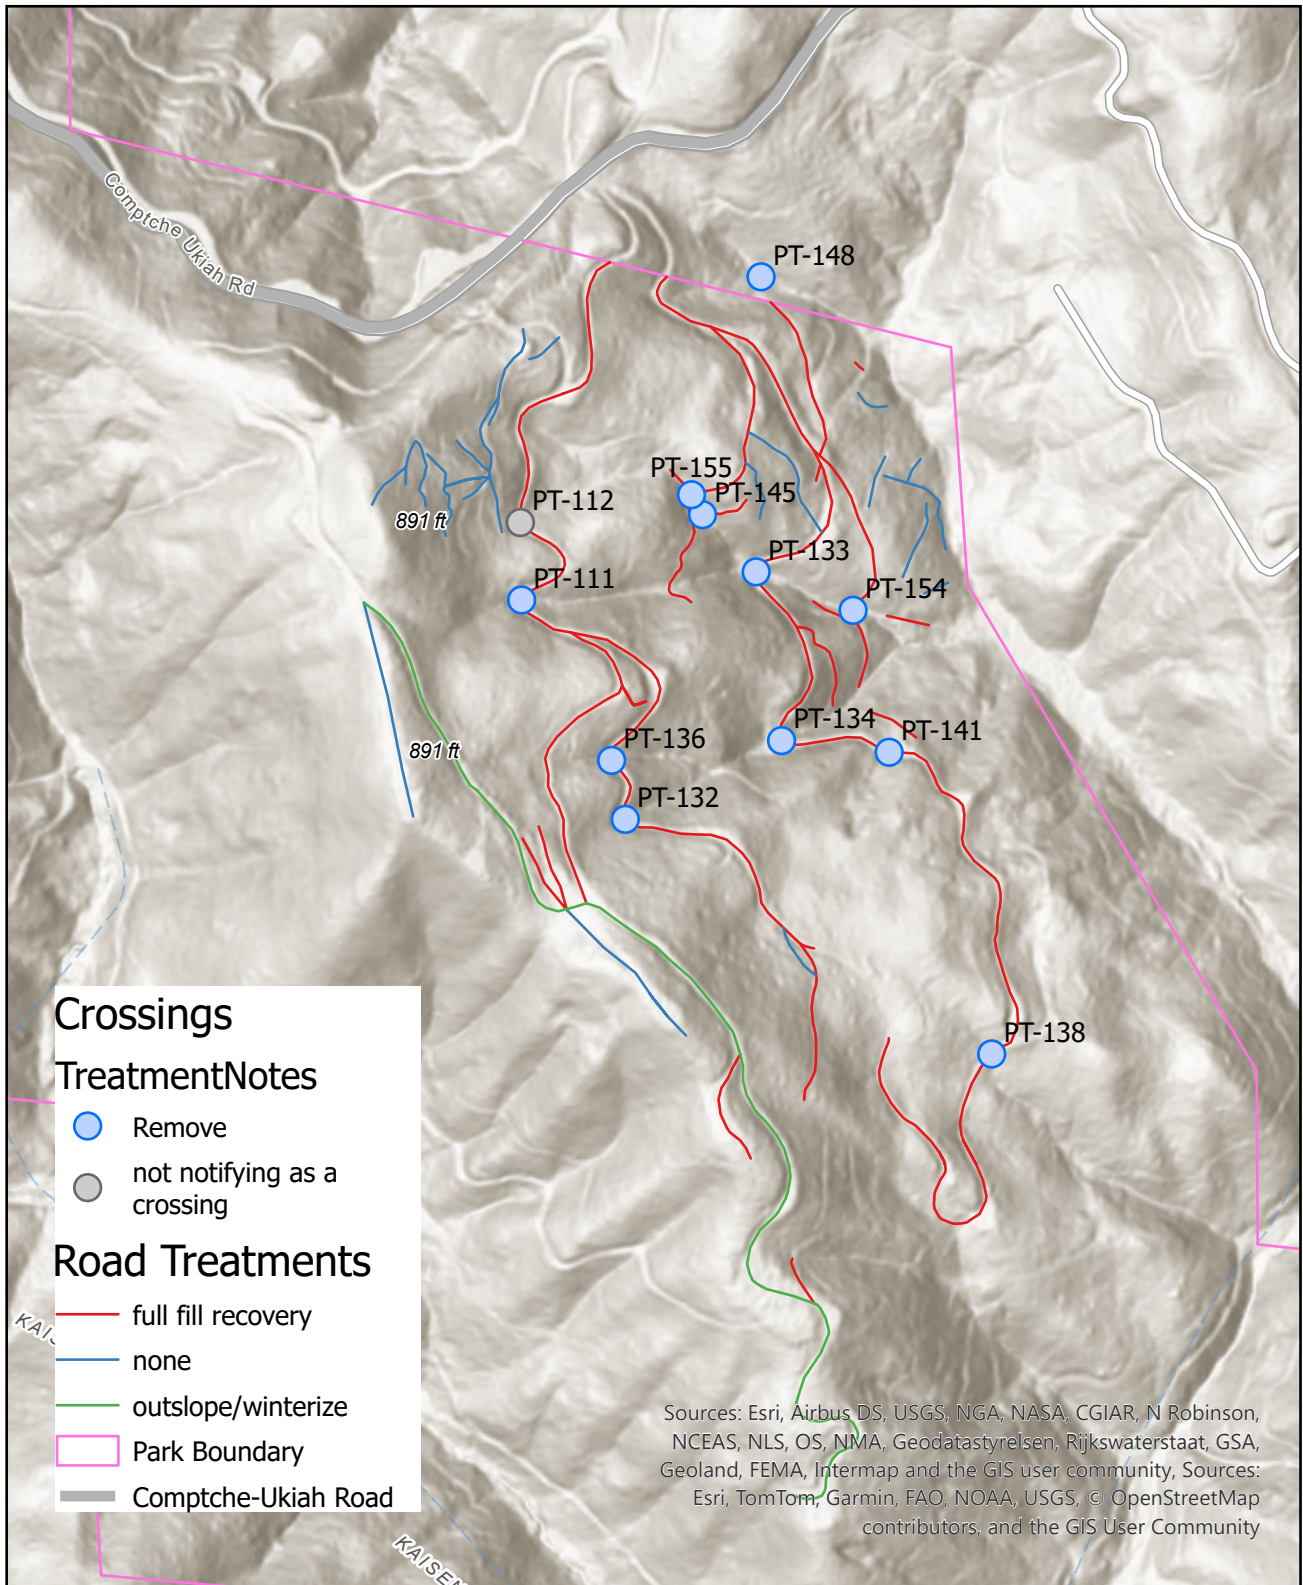 Comptche Ukiah Rd
PT-148
PT-155
PT-145
PT-112
891 ft
PT-133
PT-111
PT-154
PT-134
PT-141
PT-136
891 ft
PT-132
PT-138
Crossings
TreatmentNotes
Remove
not notifying as a
crossing
Road Treatments
full fill recovery
none
outslope/winterize
Park Boundary
Comptche-Ukiah Road
Sources: Esri, Airbus DS, USGS, NGA, NASA, CGIAR, N Robinson,
NCEAS, NLS, OS, NMA, Geodatastyrelsen, Rijkswaterstaat, GSA,
Geoland, FEMA, Intermap and the GIS user community, Sources:
Esri, TomTom, Garmin, FAO, NOAA, USGS, © OpenStreetMap
contributors, and the GIS User Community